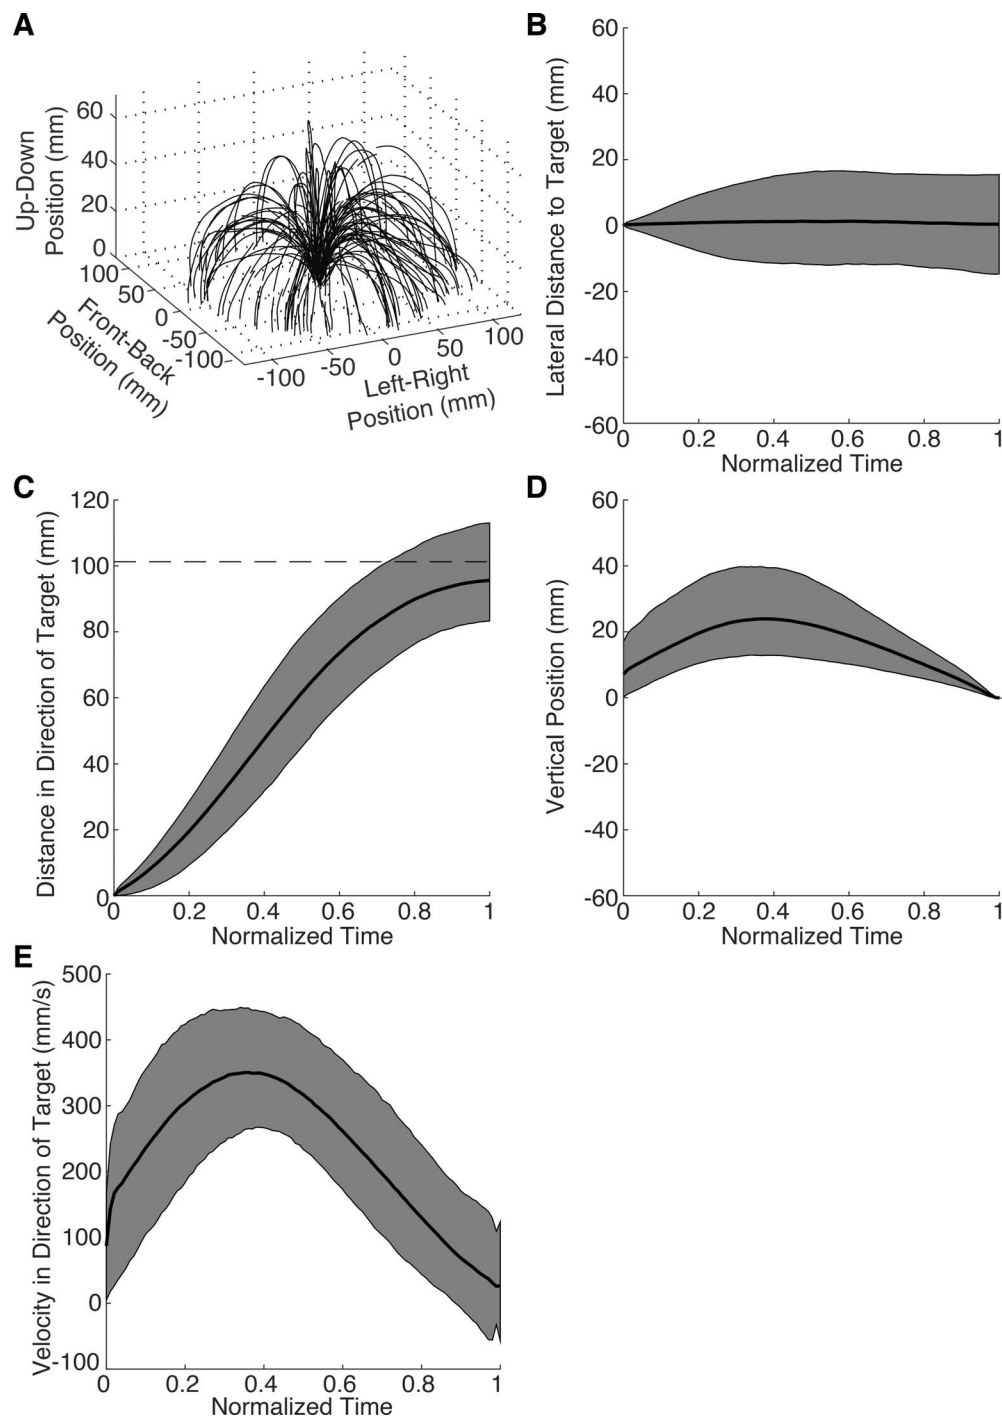 A
Up-Down
Position (mm)
60
40
20
0
100
50
0
-50
-100
Front-Back
Position (mm)
-100
-50
0
50
100
Left-Right
Position (mm)
B
Lateral Distance to Target (mm)
60
40
20
0
-20
-40
-60
0 0.2 0.4 0.6 0.8 1
Normalized Time
C
Distance in Direction of Target (mm)
120
100
80
60
40
20
0
0 0.2 0.4 0.6 0.8 1
Normalized Time
D
Vertical Position (mm)
60
40
20
0
-20
-40
-60
0 0.2 0.4 0.6 0.8 1
Normalized Time
E
Velocity in Direction of Target (mm/s)
500
400
300
200
100
0
-100
0 0.2 0.4 0.6 0.8 1
Normalized Time